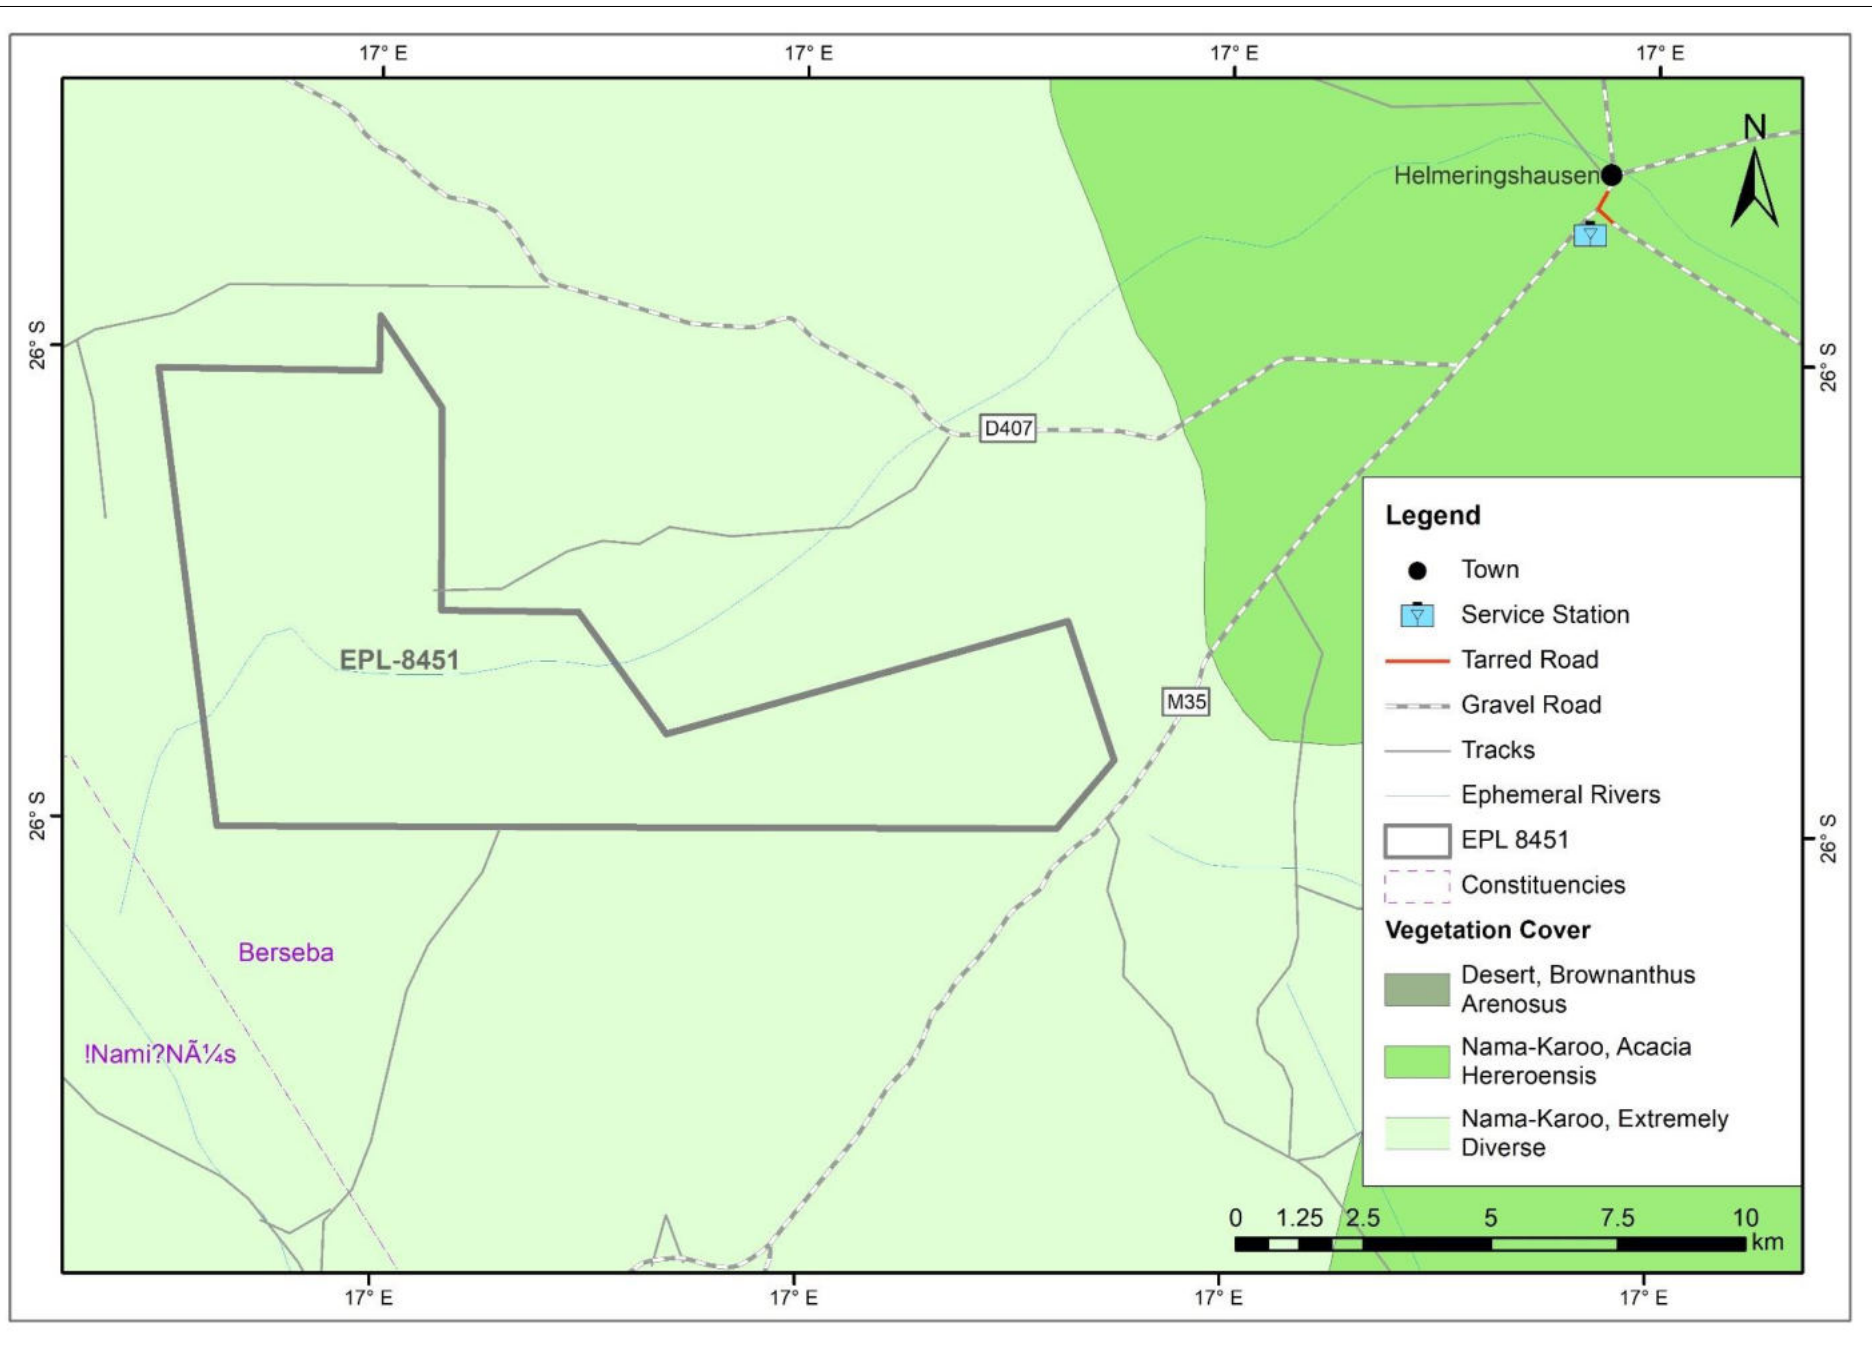 17° E 17° E 17° E 17° E
N
Helmeringshausen
26° S
26° S
D407
Legend
Town
Service Station
Tarred Road
Gravel Road
Tracks
Ephemeral Rivers
EPL 8451
Constituencies
Vegetation Cover
Desert, Brownanthus
Arenosus
Nama-Karoo, Acacia
Hereroensis
Nama-Karoo, Extremely
Diverse
EPL-8451
M35
26° S
26° S
Berseba
!Nami?NÃ¼s
0 1.25 2.5 5 7.5 10
km
17° E 17° E 17° E 17° E